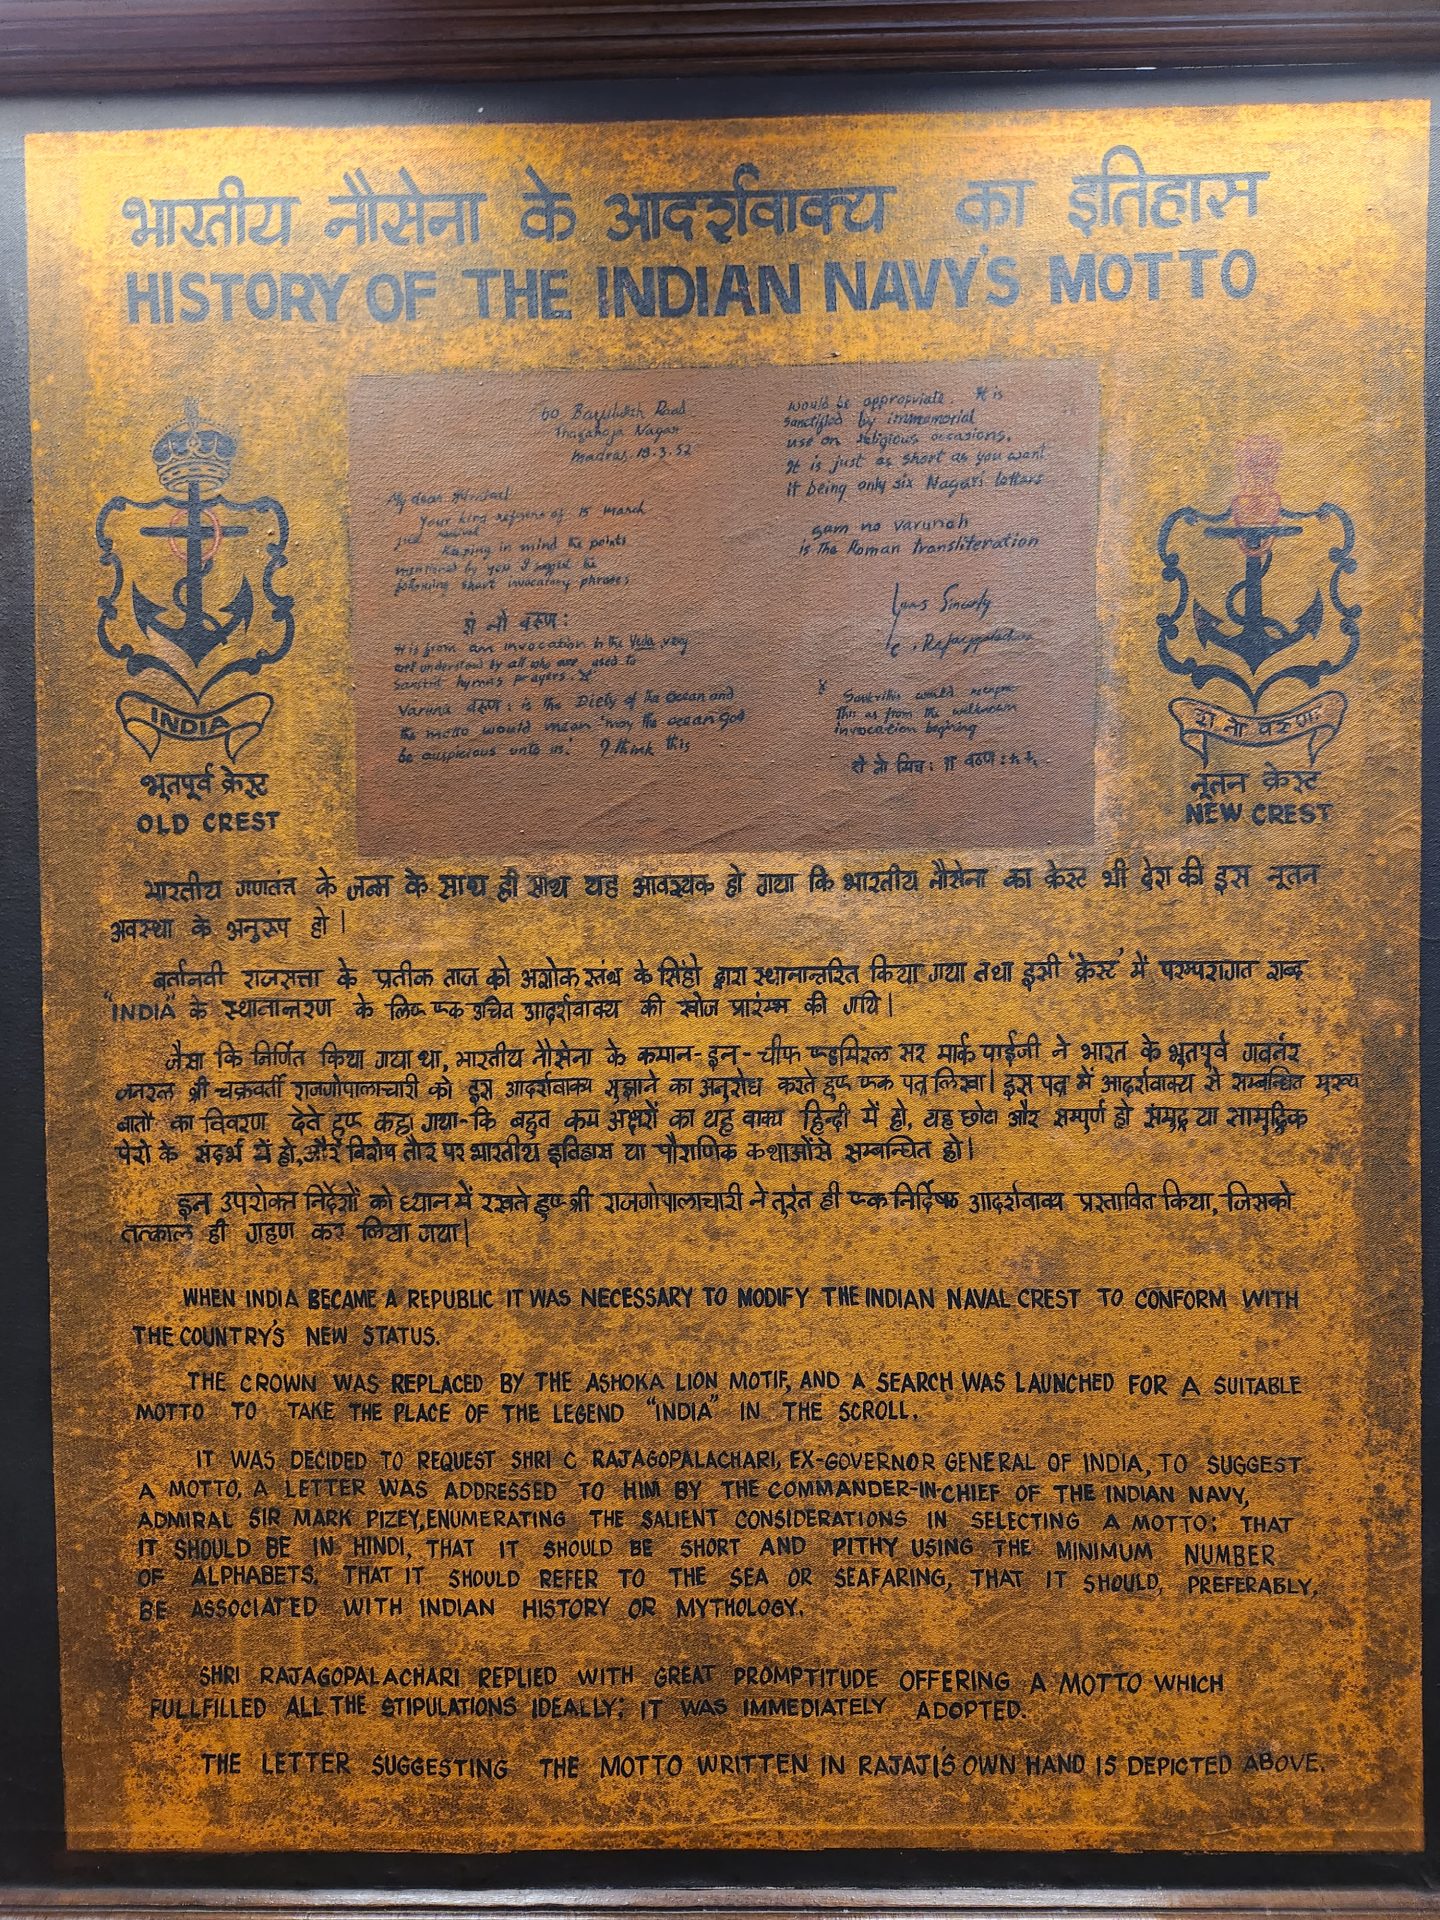 भारतीय नौसेना के आदर्शवाक्य का इतिहास
HISTORY OF THE INDIAN NAVY'S MOTTO
60 Road
Nagar
Madras. 19.3.52
My dear
Your of 15 March
just
Keeping in mind the points
mentioned by you I suggest the
following short invocatory phrase;
शं नो वरुण:
It is from an invocation in the Veda, very
well understood by all who are used to
Sanskrit hymns prayers. x
Varuna वरुण: is the Diety of the ocean and
the motto would mean 'may the ocean god
be auspicious unto us'. I think this
would be appropriate. It is
sanctified by immemorial
use on religious occasions.
It is just as short as you want
it being only six Nagari letters
sam no varunah
is the Roman transliteration
Yours Sincerely
C.
x
would
This as from the wellknown
invocation begining
INDIA
भूतपूर्व क्रेस्ट
OLD CREST
श नो वरुण:
नूतन क्रेस्ट
NEW CREST
भारतीय गणतंत्र के जन्म के साथ ही साथ यह आवश्यक हो गया कि भारतीय नौसेना का क्रेस्ट भी देश की इस नूतन
अवस्था के अनुरूप हो।
बर्तानवी राजसत्ता के प्रतीक ताज को अशोक स्तंभ के सिंहों द्वारा स्थानान्तरित किया गया तथा इसी 'क्रेस्ट' में परम्परागत शब्द
"INDIA" के स्थानान्तरण के लिए एक उचित आदर्शवाक्य की खोज प्रारंम्भ की गयि।
जैसा कि निर्णित किया गया था, भारतीय नौसेना के कमान-इन-चीफ एडमिरल सर मार्क पाईजी ने भारत के भूतपूर्व गवर्नर
जनरल श्री चक्रवर्ती राजगोपालाचारी को इस आदर्शवाक्य सुझाने का अनुरोध करते हुए एक पत्र लिखा। इस पत्र में आदर्शवाक्य से सम्बन्धित मुख्य
बातों का विवरण देते हुए कहा गया-कि बहुत कम अक्षरों का यह वाक्य हिन्दी में हो, यह छोटा और सम्पुर्ण हो संमुद्र या सामुद्रिक
पेशे के संदर्भ में हो, और विशेष तौर पर भारतीय इतिहास या पौराणिक कथाओंसे सम्बन्धित हो।
इन उपरोक्त निर्देशों को ध्यान में रखते हुए श्री राजगोपालाचारी ने तुरंत ही एक निर्दिष्ट आदर्शवाक्य प्रस्तावित किया, जिसको
तत्काल ही ग्रहण कर लिया गया।
WHEN INDIA BECAME A REPUBLIC IT WAS NECESSARY TO MODIFY THE INDIAN NAVAL CREST TO CONFORM WITH
THE COUNTRY'S NEW STATUS.
THE CROWN WAS REPLACED BY THE ASHOKA LION MOTIF, AND A SEARCH WAS LAUNCHED FOR A SUITABLE
MOTTO TO TAKE THE PLACE OF THE LEGEND "INDIA" IN THE SCROLL.
IT WAS DECIDED TO REQUEST SHRI C RAJAGOPALACHARI, EX-GOVERNOR GENERAL OF INDIA, TO SUGGEST
A MOTTO. A LETTER WAS ADDRESSED TO HIM BY THE COMMANDER-IN-CHIEF OF THE INDIAN NAVY,
ADMIRAL SIR MARK PIZEY, ENUMERATING THE SALIENT CONSIDERATIONS IN SELECTING A MOTTO; THAT
IT SHOULD BE IN HINDI, THAT IT SHOULD BE SHORT AND PITHY USING THE MINIMUM NUMBER
OF ALPHABETS, THAT IT SHOULD REFER TO THE SEA OR SEAFARING, THAT IT SHOULD, PREFERABLY,
BE ASSOCIATED WITH INDIAN HISTORY OR MYTHOLOGY.
SHRI RAJAGOPALACHARI REPLIED WITH GREAT PROMPTITUDE OFFERING A MOTTO WHICH
FULLFILLED ALL THE STIPULATIONS IDEALLY; IT WAS IMMEDIATELY ADOPTED.
THE LETTER SUGGESTING THE MOTTO WRITTEN IN RAJAJI'S OWN HAND IS DEPICTED ABOVE.